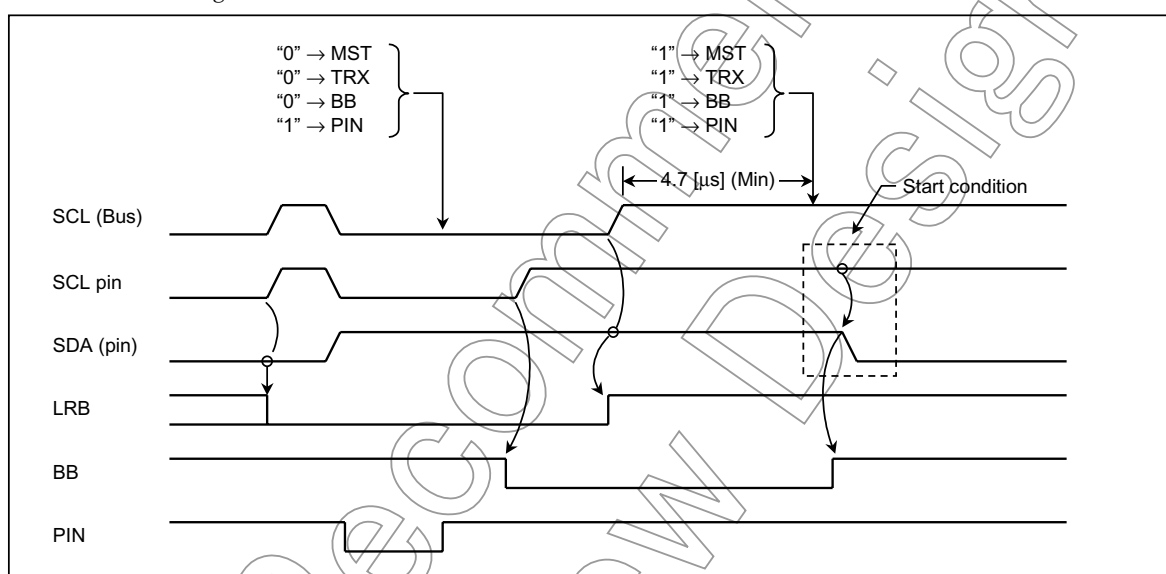 “0” → MST
“0” → TRX
“0” → BB
“1” → PIN
“1” → MST
“1” → TRX
“1” → BB
“1” → PIN
4.7 [μs] (Min)
Start condition
SCL (Bus)
SCL pin
SDA (pin)
LRB
BB
PIN